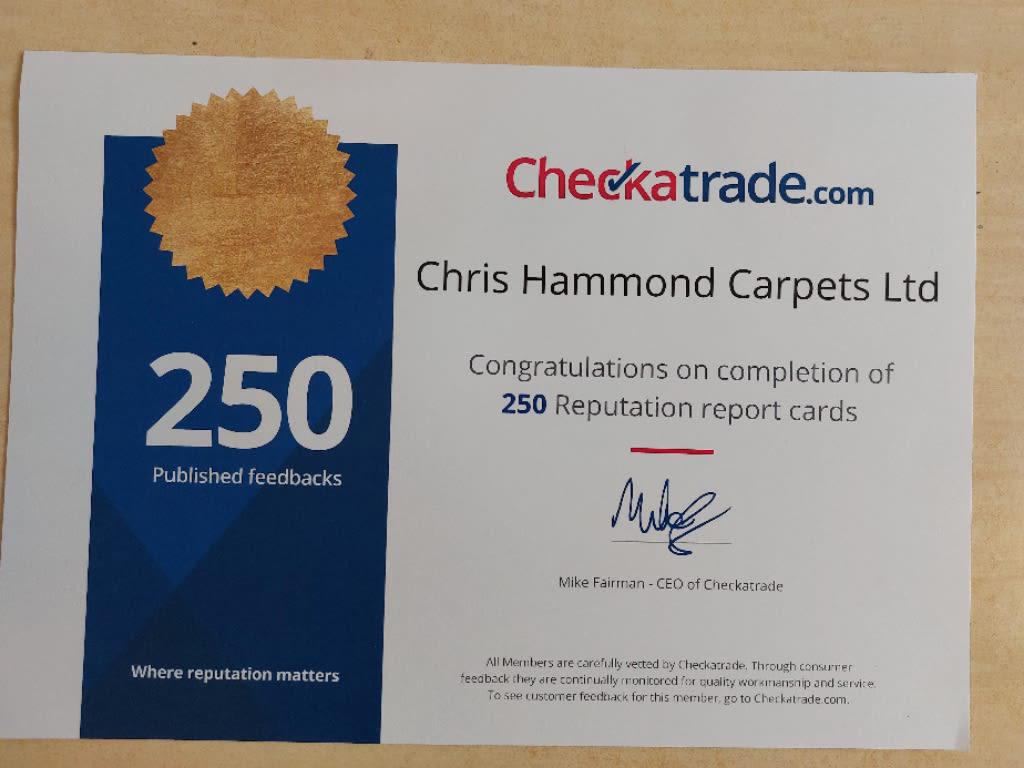 Checkatrade.com
Chris Hammond Carpets Ltd
Congratulations on completion of
250 Reputation report cards
Mike Fairman - CEO of Checkatrade
All Members are carefully vetted by Checkatrade. Through consumer
feedback they are continually monitored for quality workmanship and service.
To see customer feedback for this member, go to Checkatrade.com.
250
Published feedbacks
Where reputation matters